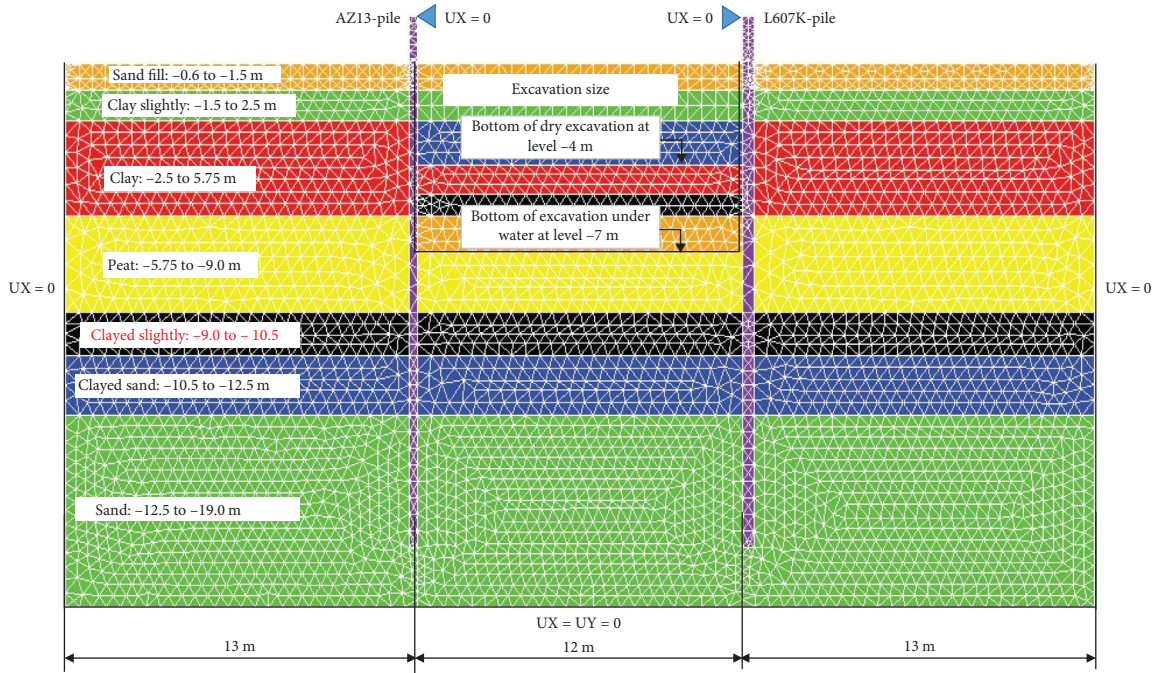 AZ13-pile
UX = 0
UX = 0
L607K-pile
Sand fill: –0.6 to –1.5 m
Excavation size
Clay slightly: –1.5 to 2.5 m
Bottom of dry excavation at
level –4 m
Clay: –2.5 to 5.75 m
Bottom of excavation under
water at level –7 m
Peat: –5.75 to –9.0 m
UX = 0
UX = 0
Clayed slightly: –9.0 to – 10.5
Clayed sand: –10.5 to –12.5 m
Sand: –12.5 to –19.0 m
UX = UY = 0
13 m
12 m
13 m